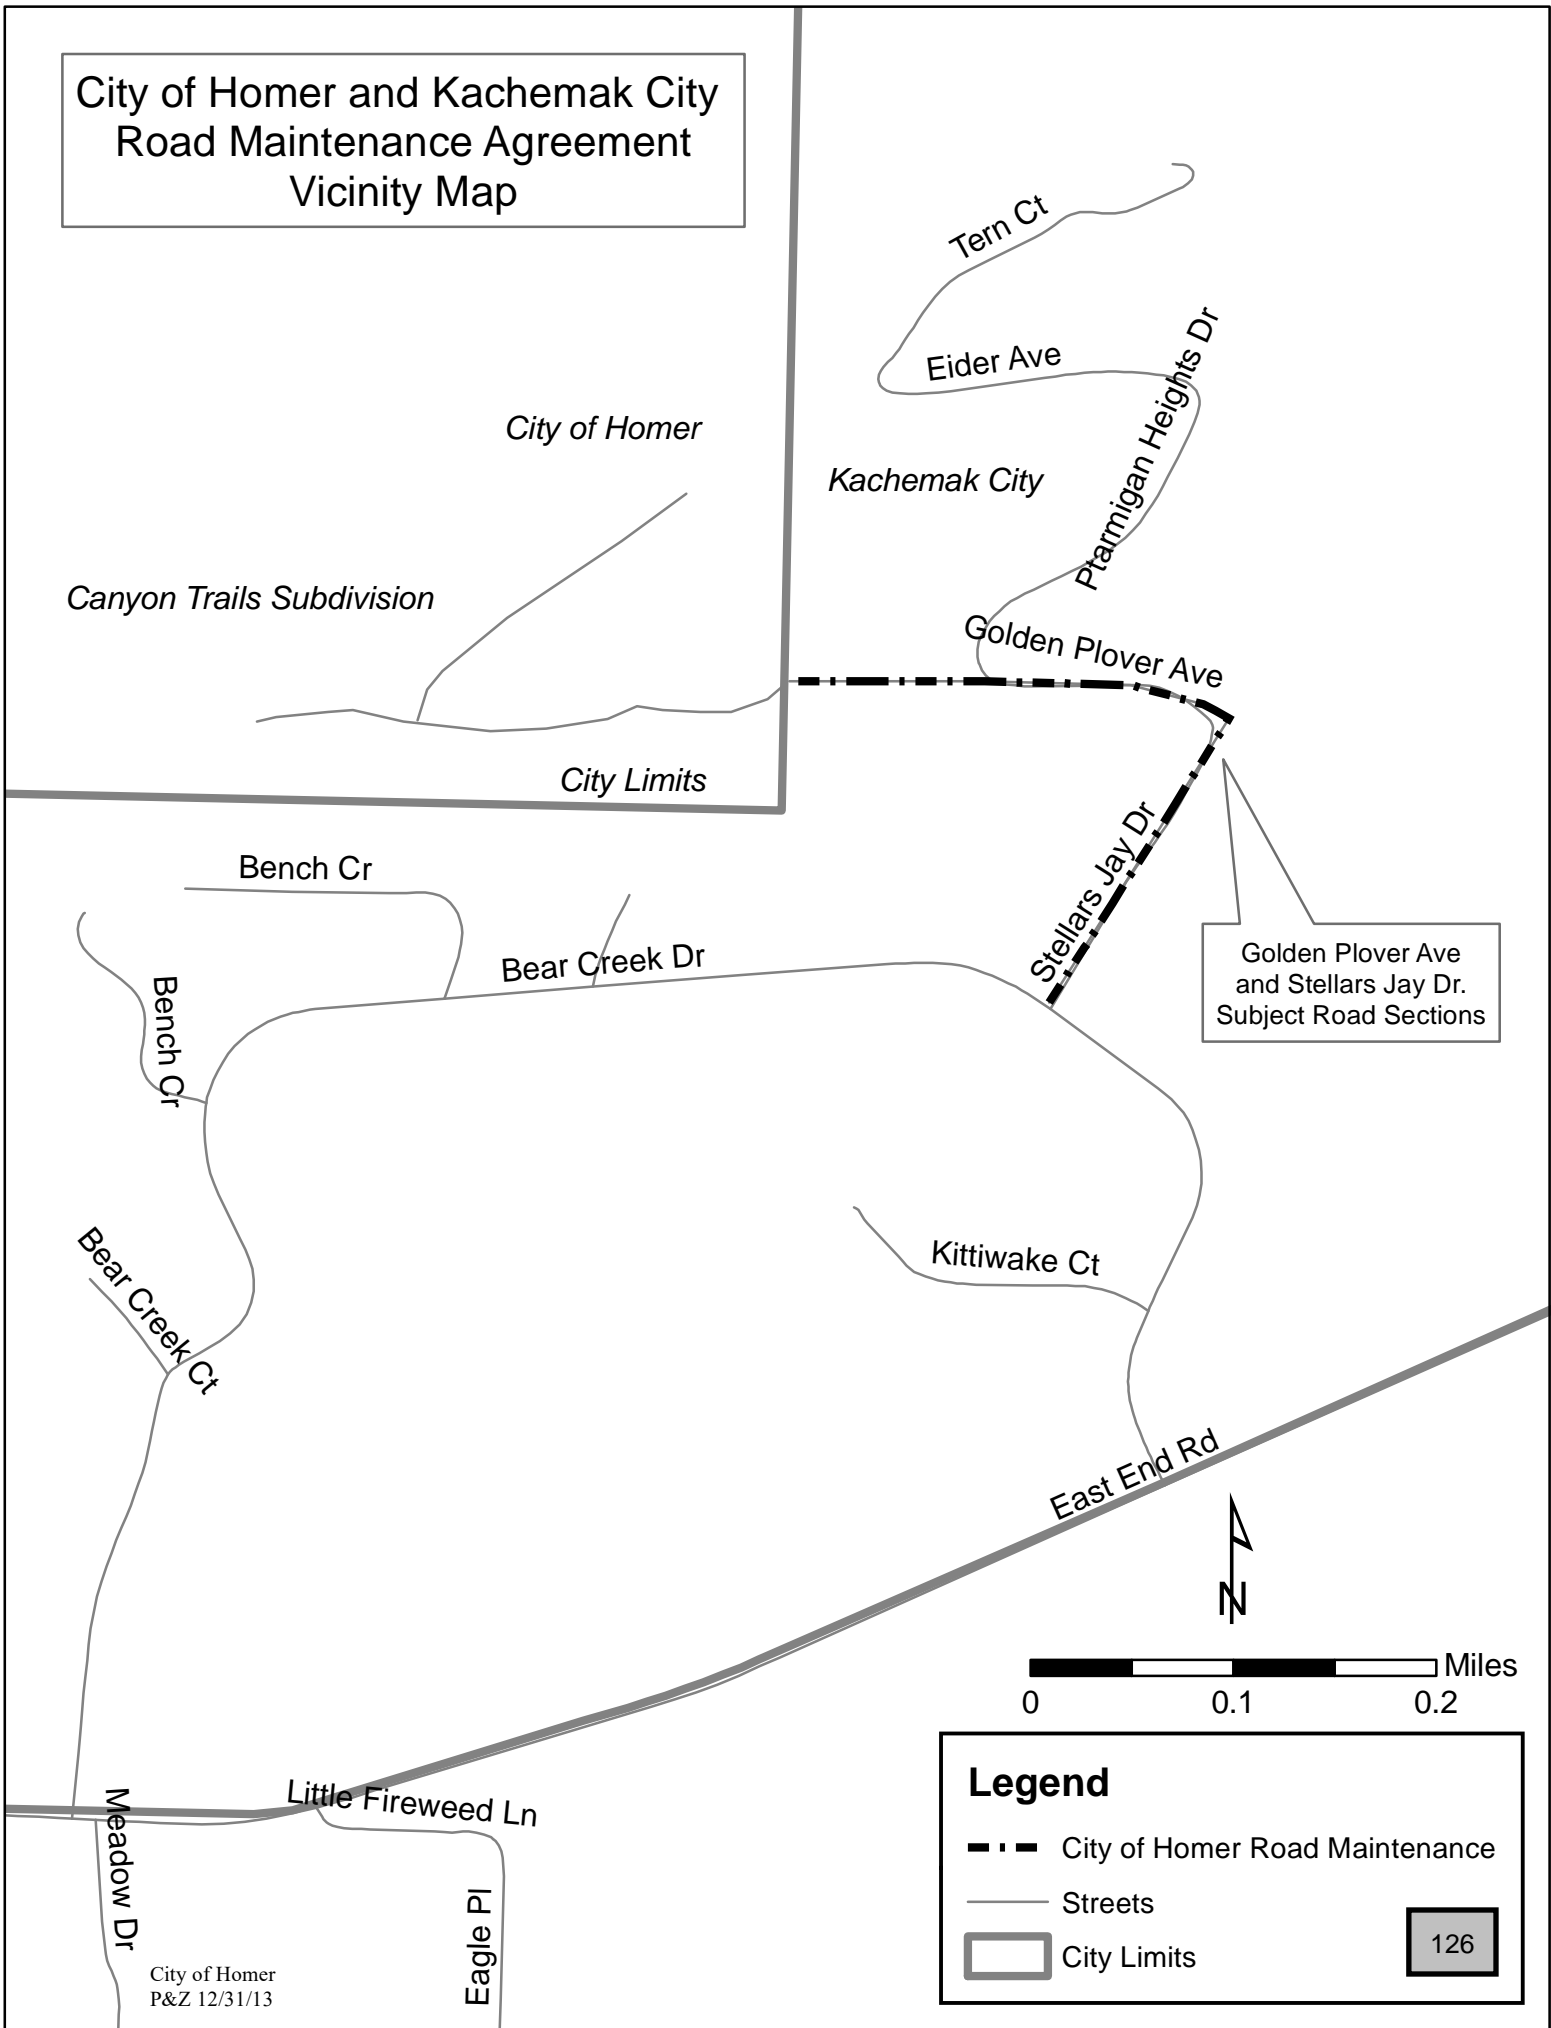 City of Homer and Kachemak City
Road Maintenance Agreement
Vicinity Map
Tern Ct
Eider Ave
Ptarmigan Heights Dr
City of Homer
Kachemak City
Canyon Trails Subdivision
Golden Plover Ave
City Limits
Stellars Jay Dr
Bench Cr
Bear Creek Dr
Golden Plover Ave
and Stellars Jay Dr.
Subject Road Sections
Bench Cr
Bear Creek Ct
Kittiwake Ct
East End Rd
N
Miles
0 0.1 0.2
Little Fireweed Ln
Meadow Dr
Eagle Pl
Legend
City of Homer Road Maintenance
Streets
City Limits
126
City of Homer
P&Z 12/31/13